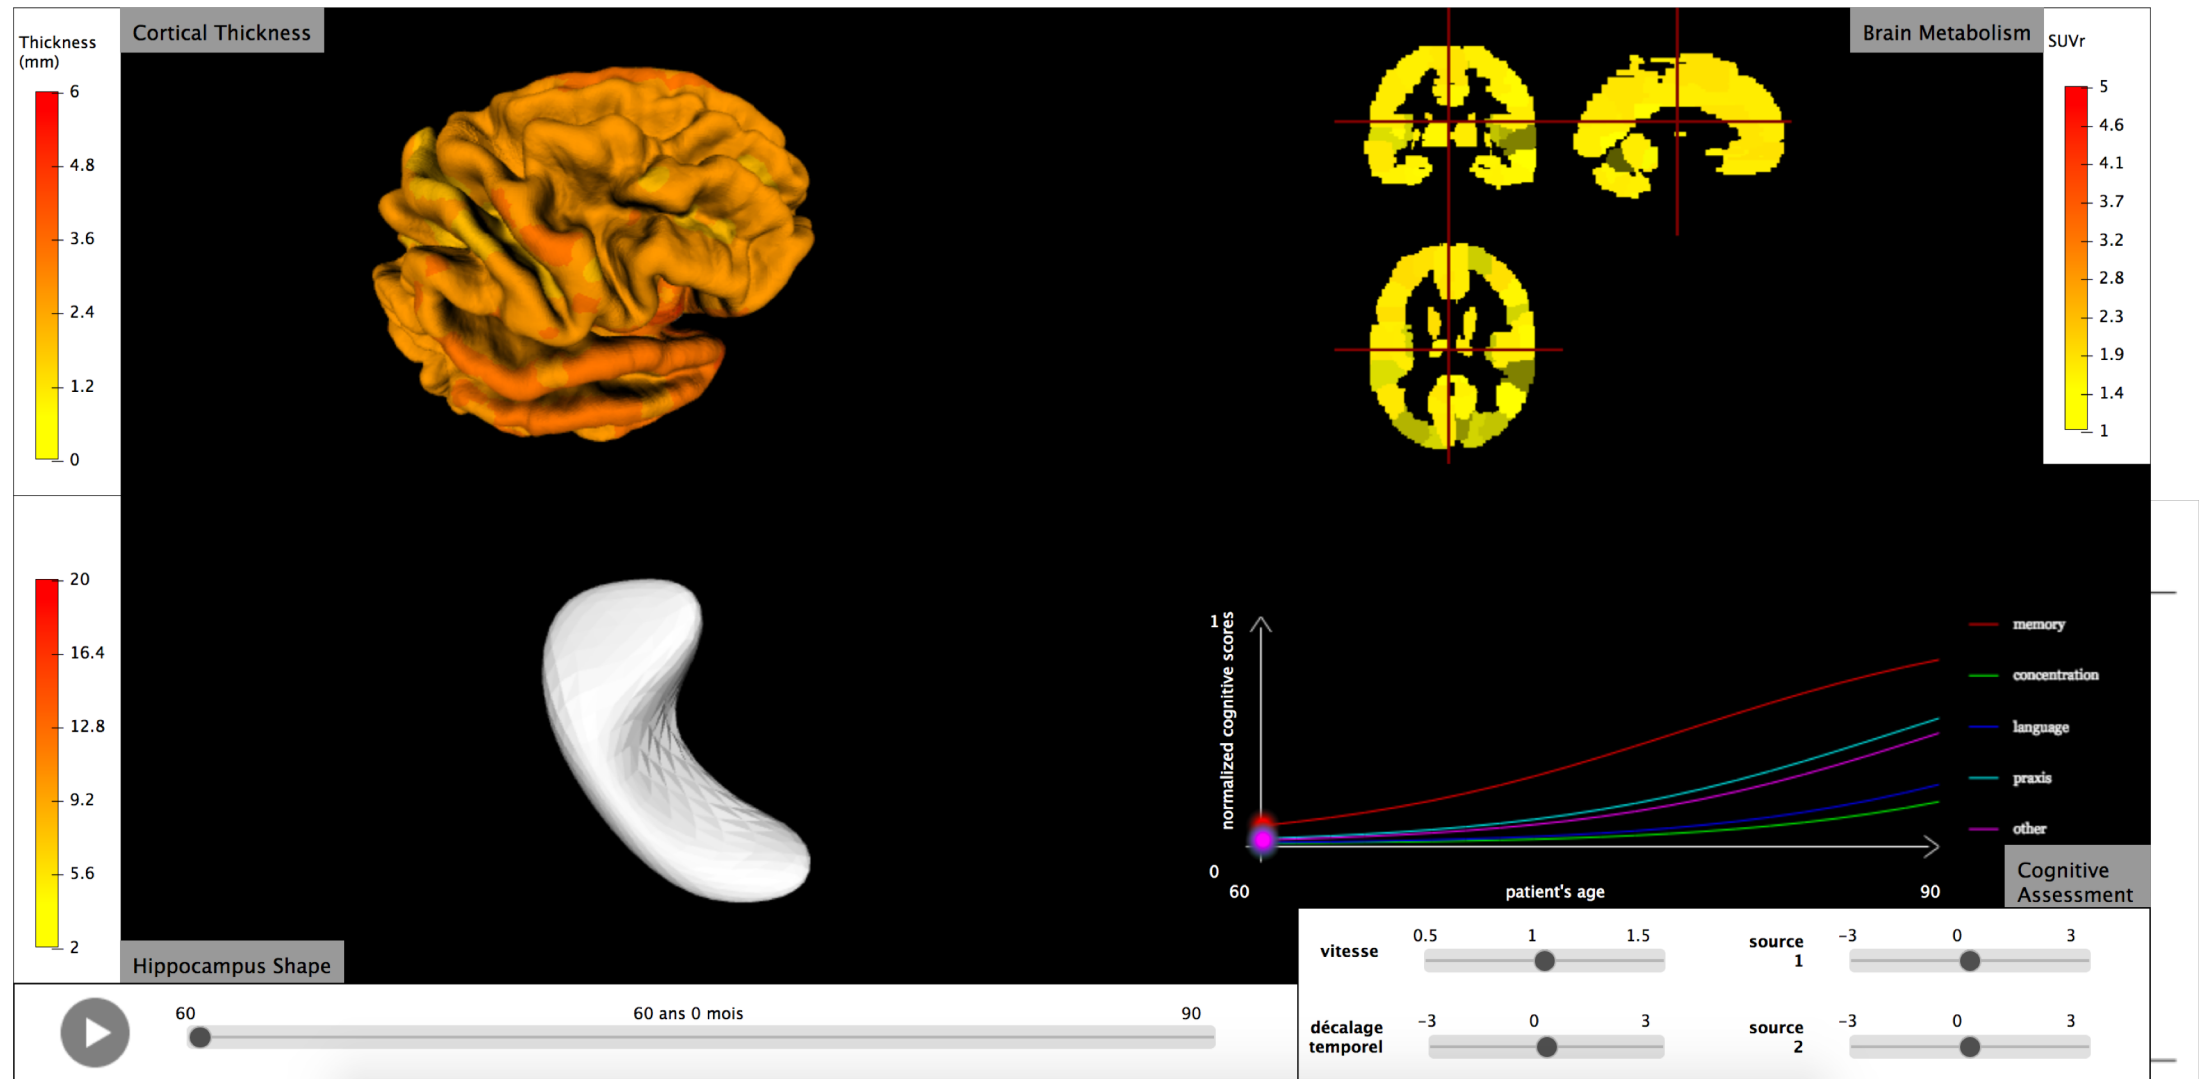 Thickness
(mm)
6
4.8
3.6
2.4
1.2
0
Cortical Thickness
Brain Metabolism
SUVr
5
4.6
4.1
3.7
3.2
2.8
2.3
1.9
1.4
1
20
16.4
12.8
9.2
5.6
2
Hippocampus Shape
1
normalized cognitive scores
0
60
patient's age
90
memory
concentration
language
praxis
other
Cognitive
Assessment
60
60 ans 0 mois
90
vitesse
0.5 1 1.5
source
1
-3 0 3
décalage
temporel
-3 0 3
source
2
-3 0 3